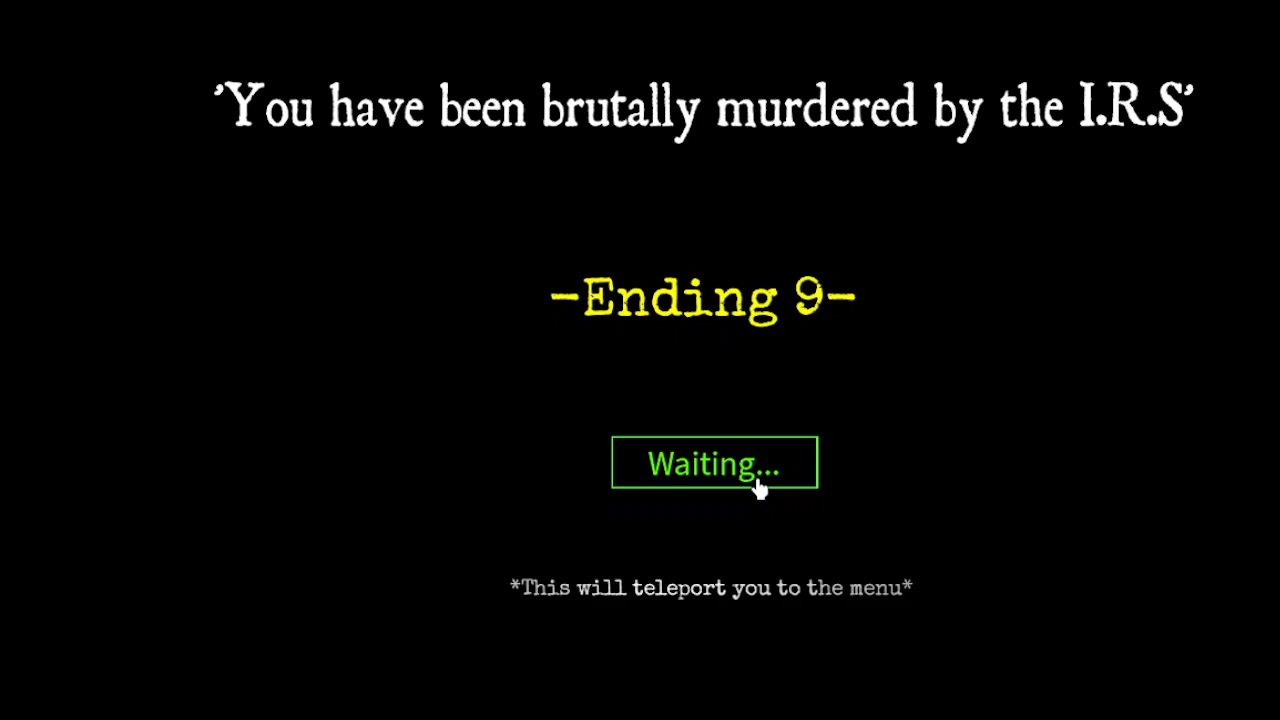 'You have been brutally murdered by the I.R.S'
-Ending 9-
Waiting...
*This will teleport you to the menu*